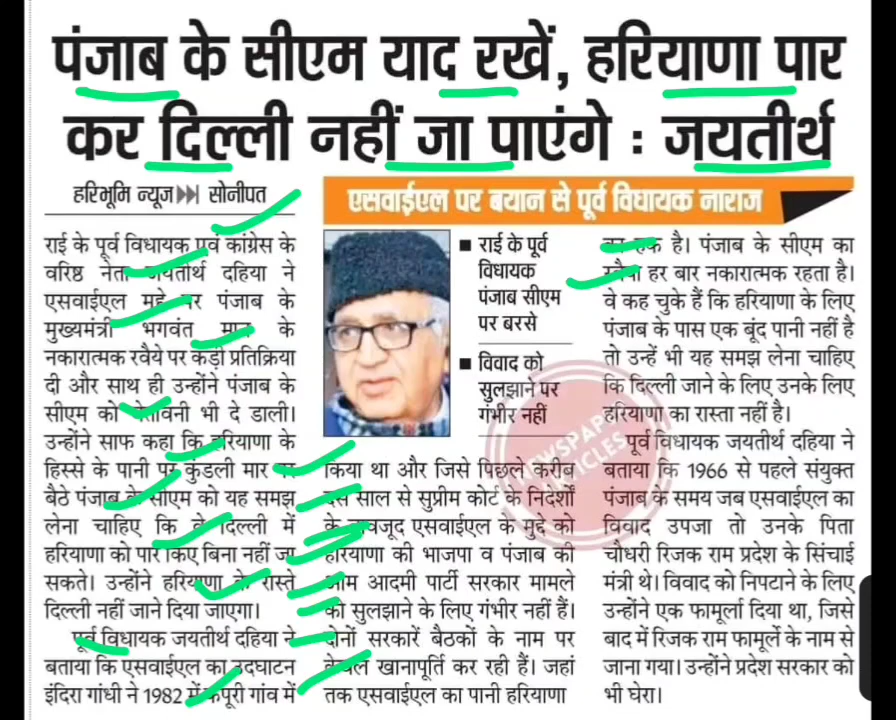 पंजाब के सीएम याद रखें, हरियाणा पार
कर दिल्ली नहीं जा पाएंगे : जयतीर्थ
हरिभूमि न्यूज▶▶| सोनीपत
एसवाईएल पर बयान से पूर्व विधायक नाराज
राई के पूर्व विधायक एवं कांग्रेस के
वरिष्ठ नेता जयतीर्थ दहिया ने
एसवाईएल मुद्दे पर पंजाब के
मुख्यमंत्री भगवंत मान के
नकारात्मक रवैये पर कड़ी प्रतिक्रिया
दी और साथ ही उन्होंने पंजाब के
सीएम को चेतावनी भी दे डाली।
उन्होंने साफ कहा कि हरियाणा के
हिस्से के पानी पर कुंडली मार कर
बैठे पंजाब के सीएम को यह समझ
लेना चाहिए कि वे दिल्ली में
हरियाणा को पार किए बिना नहीं जा
सकते। उन्होंने हरियाणा के रास्ते
दिल्ली नहीं जाने दिया जाएगा।
पूर्व विधायक जयतीर्थ दहिया ने
बताया कि एसवाईएल का उदघाटन
इंदिरा गांधी ने 1982 में कपूरी गांव में
■ राई के पूर्व
विधायक
पंजाब सीएम
पर बरसे
■ विवाद को
सुलझाने पर
गंभीर नहीं
किया था और जिसे पिछले करीब
दस साल से सुप्रीम कोर्ट के निर्देशों
के बावजूद एसवाईएल के मुद्दे को
हरियाणा की भाजपा व पंजाब की
आम आदमी पार्टी सरकार मामले
को सुलझाने के लिए गंभीर नहीं हैं।
दोनों सरकारें बैठकों के नाम पर
केवल खानापूर्ति कर रही हैं। जहां
तक एसवाईएल का पानी हरियाणा
का हक है। पंजाब के सीएम का
रवैया हर बार नकारात्मक रहता है।
वे कह चुके हैं कि हरियाणा के लिए
पंजाब के पास एक बूंद पानी नहीं है
तो उन्हें भी यह समझ लेना चाहिए
कि दिल्ली जाने के लिए उनके लिए
हरियाणा का रास्ता नहीं है।
पूर्व विधायक जयतीर्थ दहिया ने
बताया कि 1966 से पहले संयुक्त
पंजाब के समय जब एसवाईएल का
विवाद उपजा तो उनके पिता
चौधरी रिजक राम प्रदेश के सिंचाई
मंत्री थे। विवाद को निपटाने के लिए
उन्होंने एक फामूर्ला दिया था, जिसे
बाद में रिजक राम फामूर्ले के नाम से
जाना गया। उन्होंने प्रदेश सरकार को
भी घेरा।
NEWSPAPER
ARTICLES